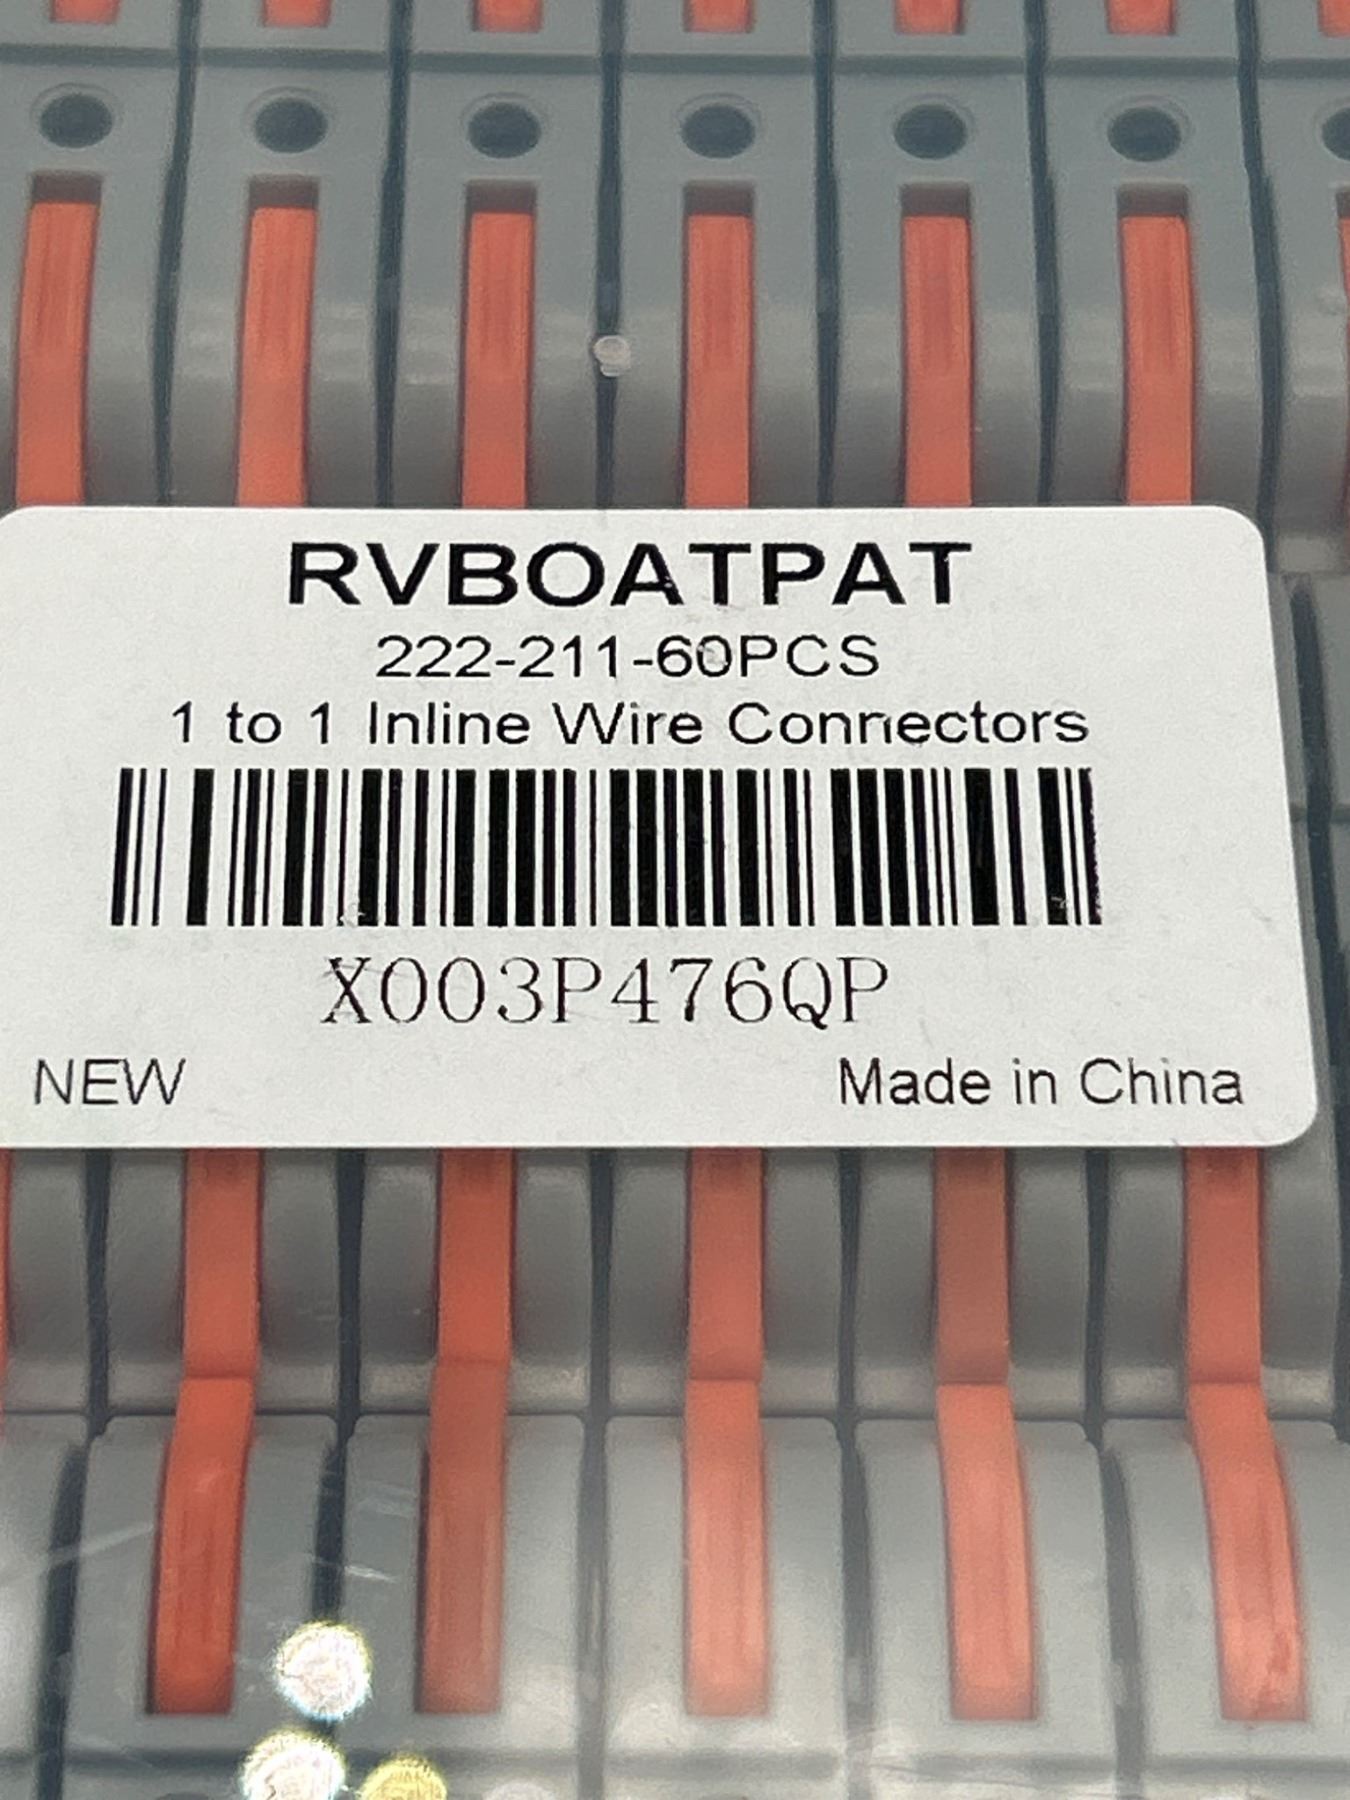 RVBOATPAT
222-211-60PCS
1 to 1 Inline Wire Connectors
X003P476QP
NEW
Made in China